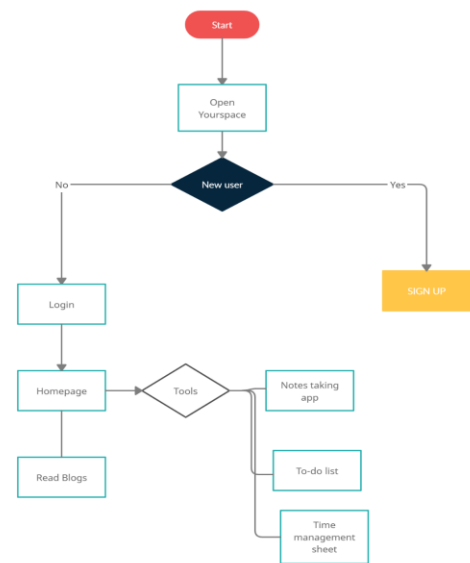 Start
Open
Yourspace
New user
No
Yes
Login
SIGN UP
Homepage
Tools
Notes taking
app
Read Blogs
To-do list
Time
management
sheet